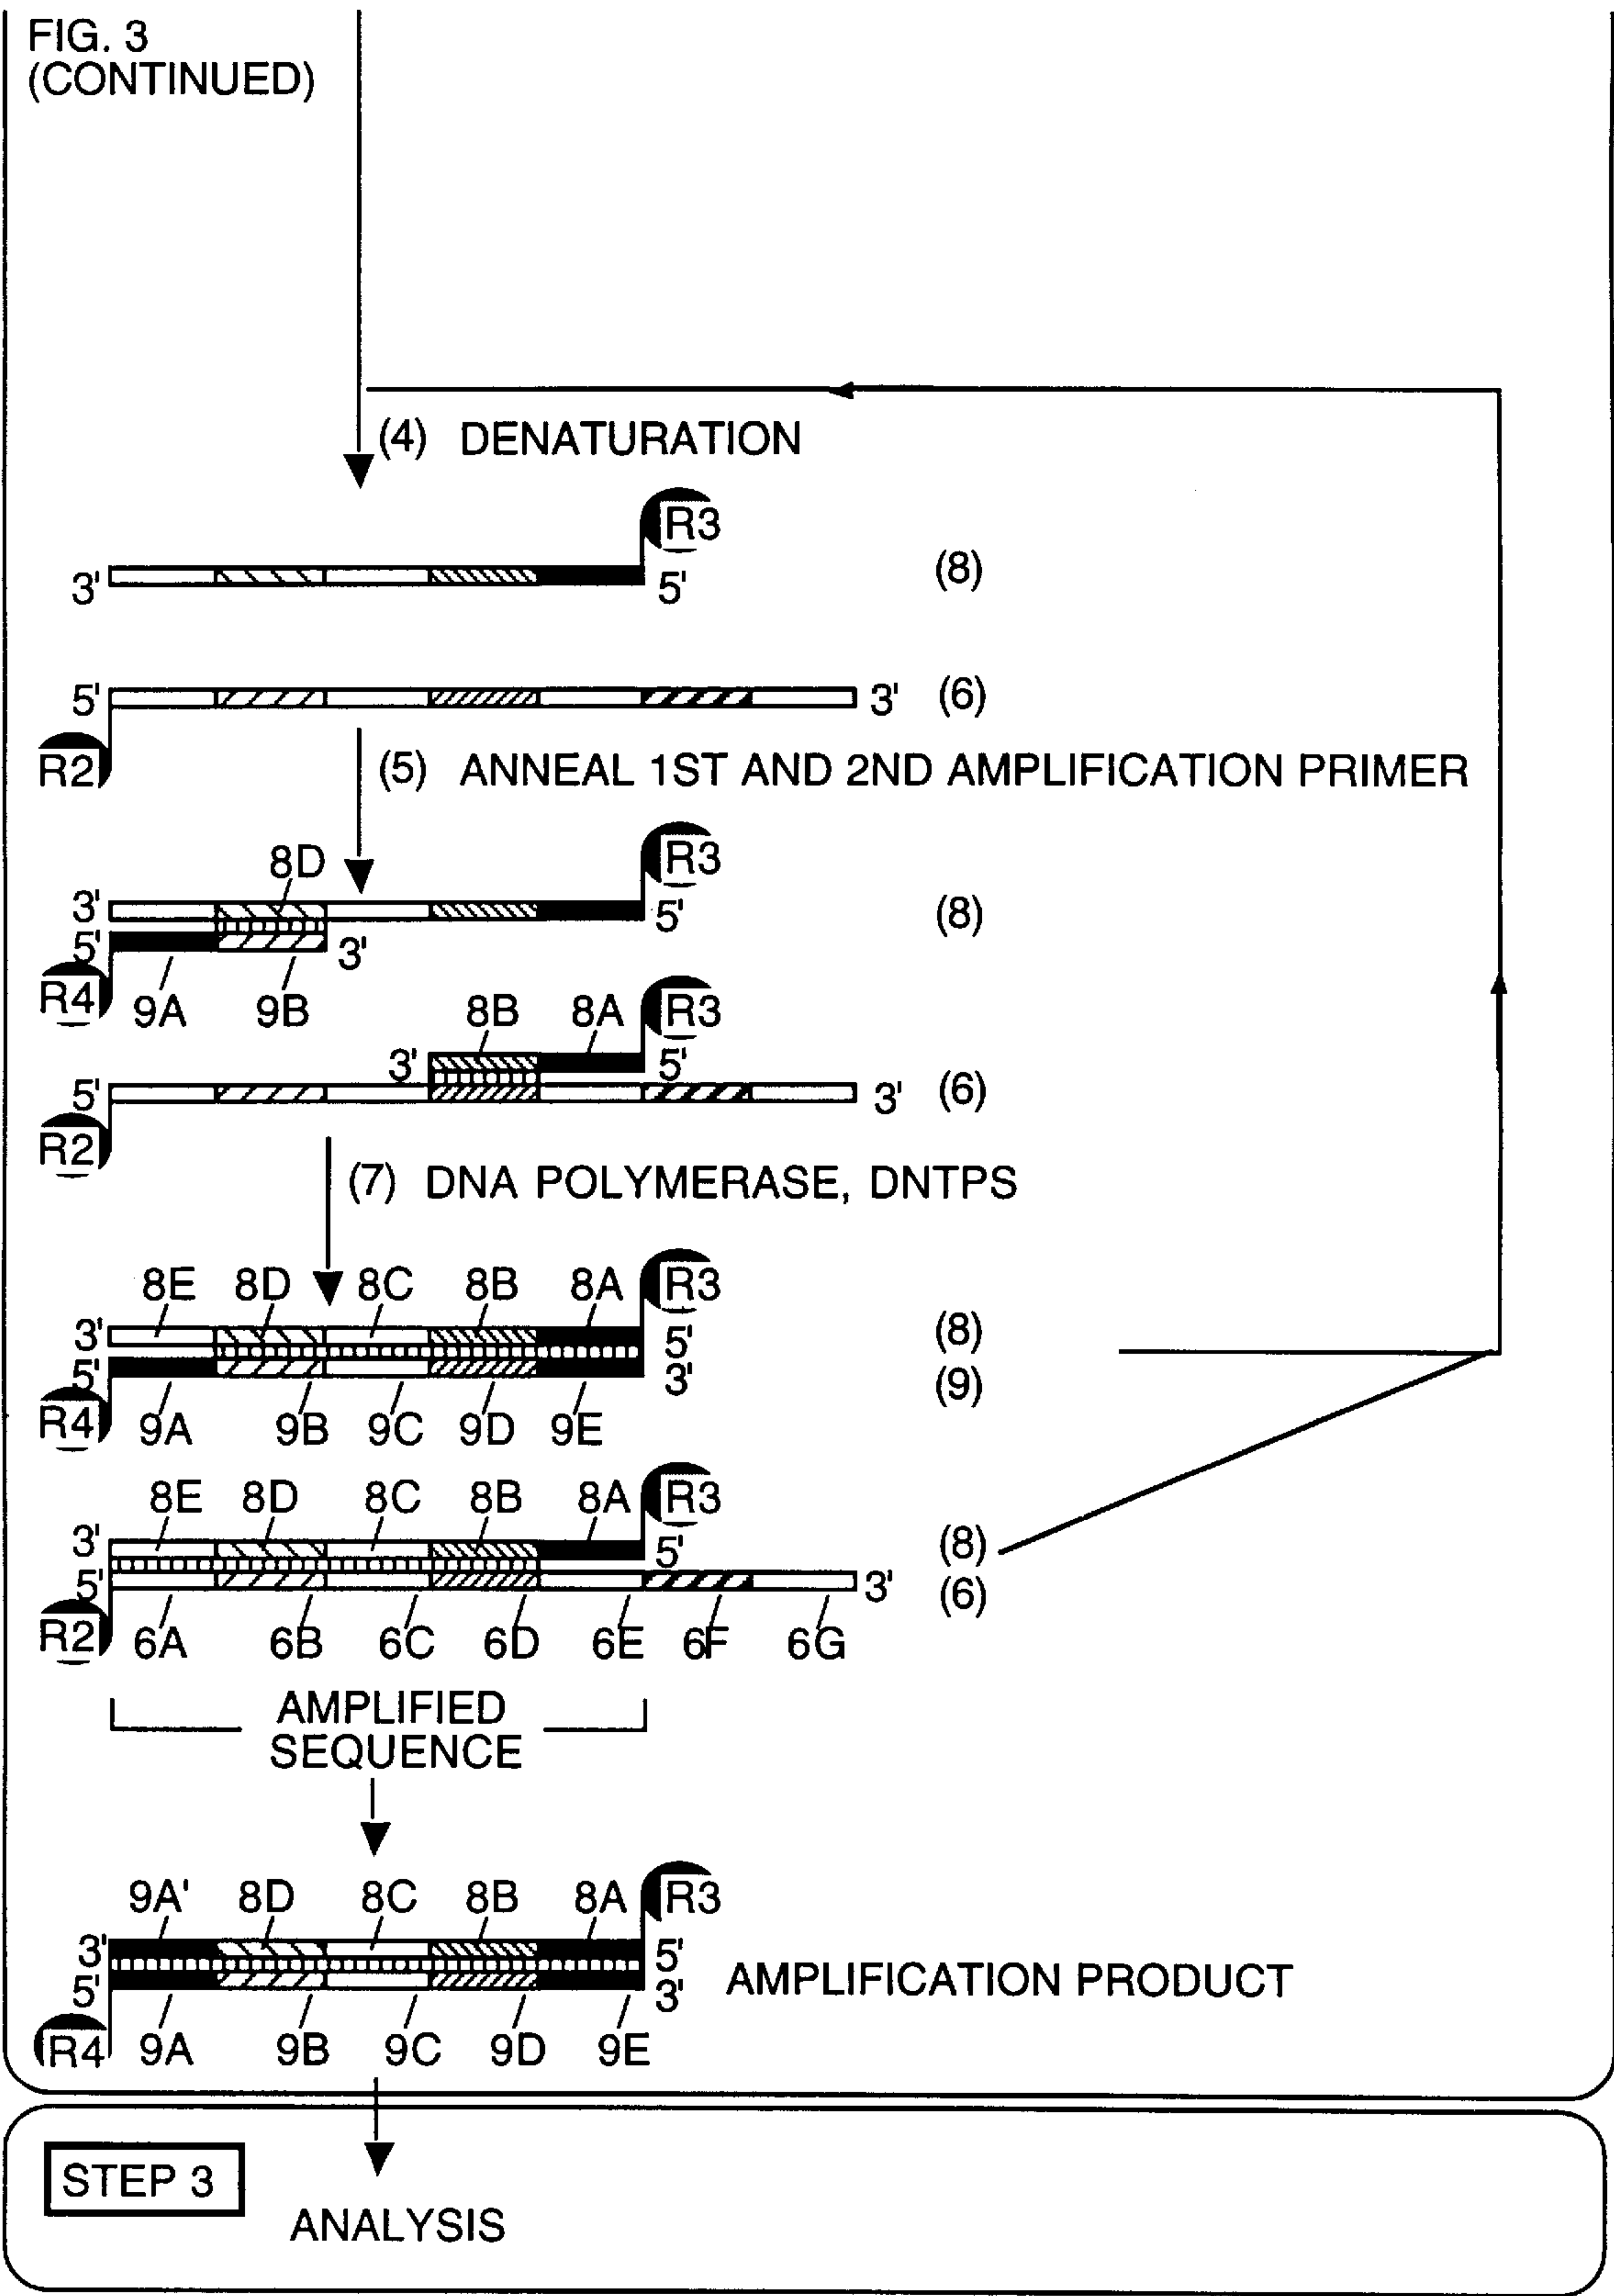 FIG. 3
(CONTINUED)
(4) DENATURATION
R3
3' 5' (8)
5' 3' (6)
R2
(5) ANNEAL 1ST AND 2ND AMPLIFICATION PRIMER
8D R3
3' 5' (8)
5' 3'
R4 9A 9B 8B 8A R3
3' 5'
5' 3' (6)
R2
(7) DNA POLYMERASE, DNTPS
8E 8D 8C 8B 8A R3
3' 5' (8)
5' 3' (9)
R4 9A 9B 9C 9D 9E
8E 8D 8C 8B 8A R3
3' 5' (8)
5' 3' (6)
R2 6A 6B 6C 6D 6E 6F 6G
AMPLIFIED
SEQUENCE
9A' 8D 8C 8B 8A R3
3' 5'
AMPLIFICATION PRODUCT
5' 3'
R4 9A 9B 9C 9D 9E
STEP 3
ANALYSIS